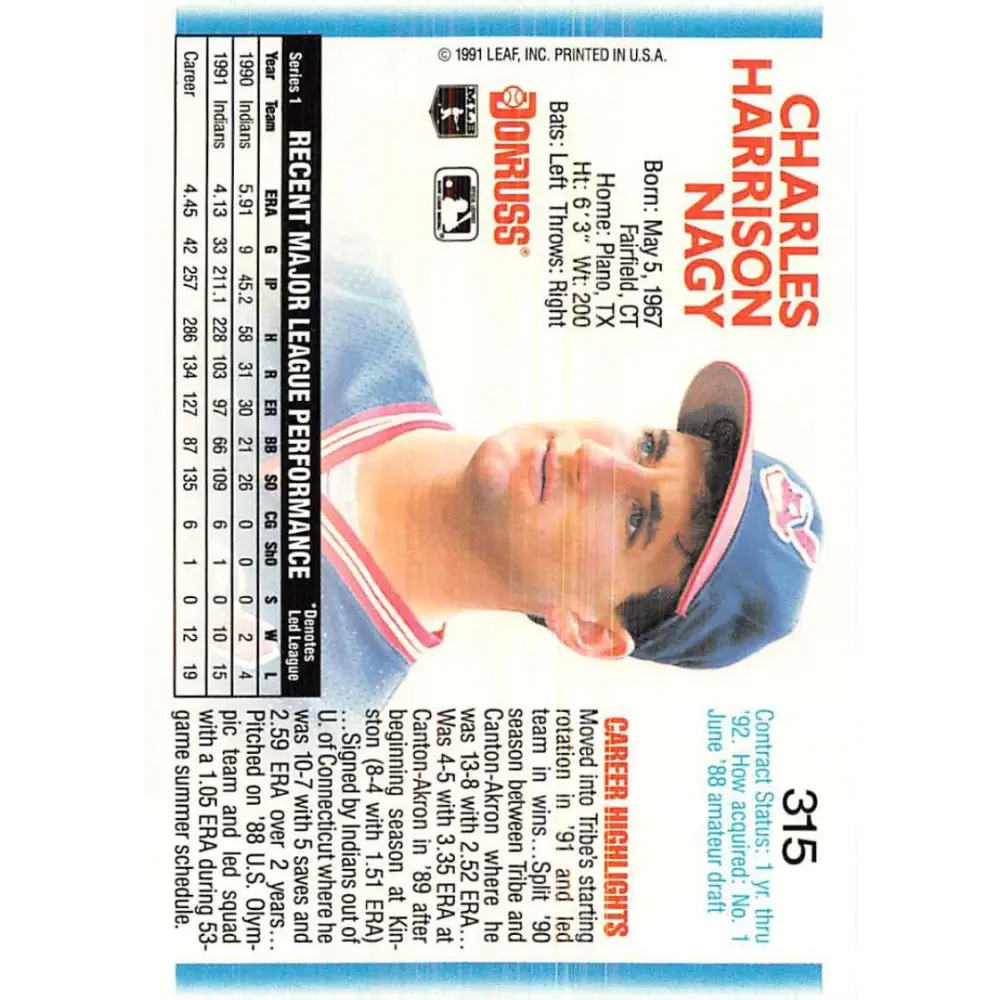 CHARLES
HARRISON
NAGY
Born: May 5, 1967
Fairfield, CT
Home: Plano, TX
Ht: 6'3" Wt: 200
Bats: Left Throws: Right
DONRUSS®
MLB
© 1991 LEAF, INC. PRINTED IN U.S.A.
315
Contract Status: 1 yr. thru
'92. How acquired: No. 1
June '88 amateur draft
CAREER HIGHLIGHTS
Moved into Tribe's starting
rotation in '91 and led
team in wins...Split '90
season between Tribe and
Canton-Akron where he
was 13-8 with 2.52 ERA...
Was 4-5 with 3.35 ERA at
Canton-Akron in '89 after
beginning season at Kin-
ston (8-4 with 1.51 ERA)
...Signed by Indians out of
U. of Connecticut where he
was 10-7 with 5 saves and
2.59 ERA over 2 years...
Pitched on '88 U.S. Olym-
pic team and led squad
with a 1.05 ERA during 53-
game summer schedule.
Series 1 RECENT MAJOR LEAGUE PERFORMANCE *Denotes
Led League
Year Team ERA G IP H R ER BB SO CG ShO S W L
1990 Indians 5.91 9 45.2 58 31 30 21 26 0 0 0 2 4
1991 Indians 4.13 33 211.1 228 103 97 66 109 6 1 0 10 15
Career 4.45 42 257 286 134 127 87 135 6 1 0 12 19